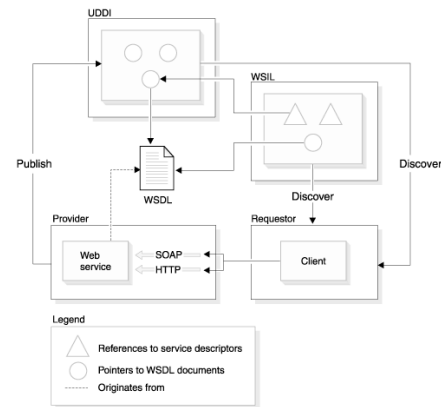 UDDI
WSIL
Publish
WSDL
Discover
Discover
Provider
Requestor
Web
service
SOAP
HTTP
Client
Legend
References to service descriptors
Pointers to WSDL documents
Originates from